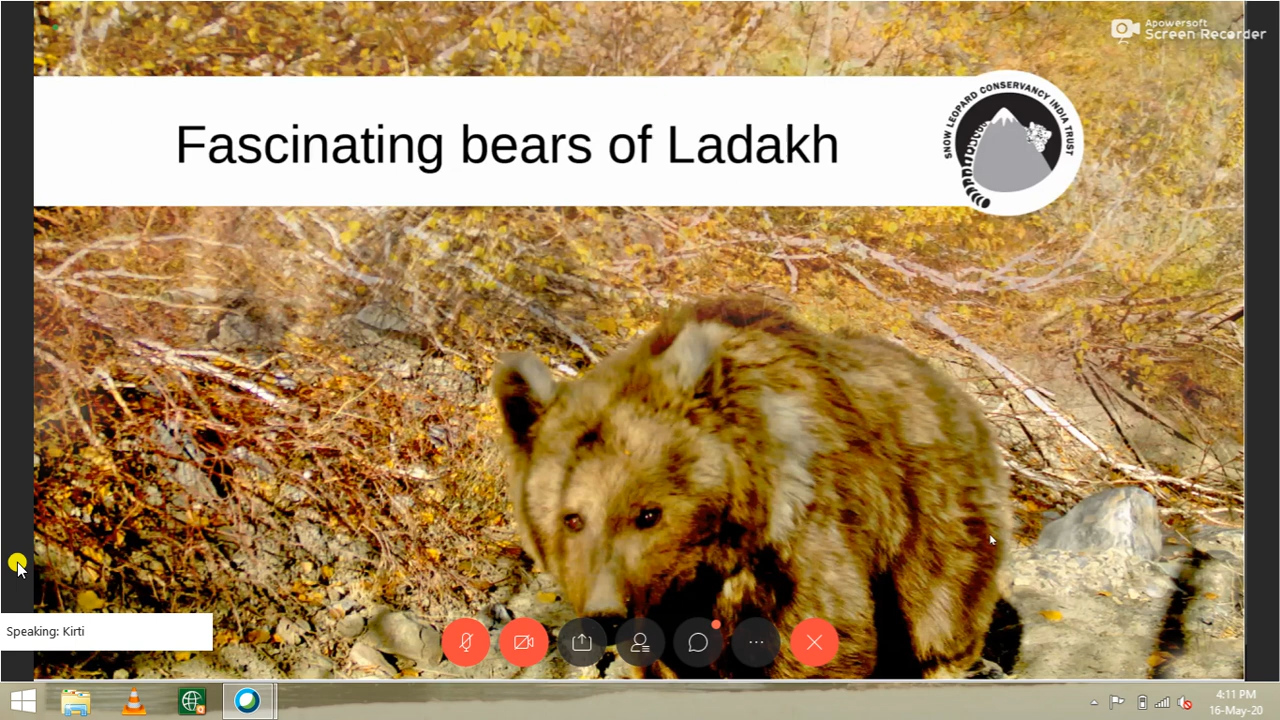 Apowersoft
Screen Recorder
Fascinating bears of Ladakh
SNOW LEOPARD CONSERVANCY INDIA TRUST
Speaking: Kirti
4:11 PM
16-May-20